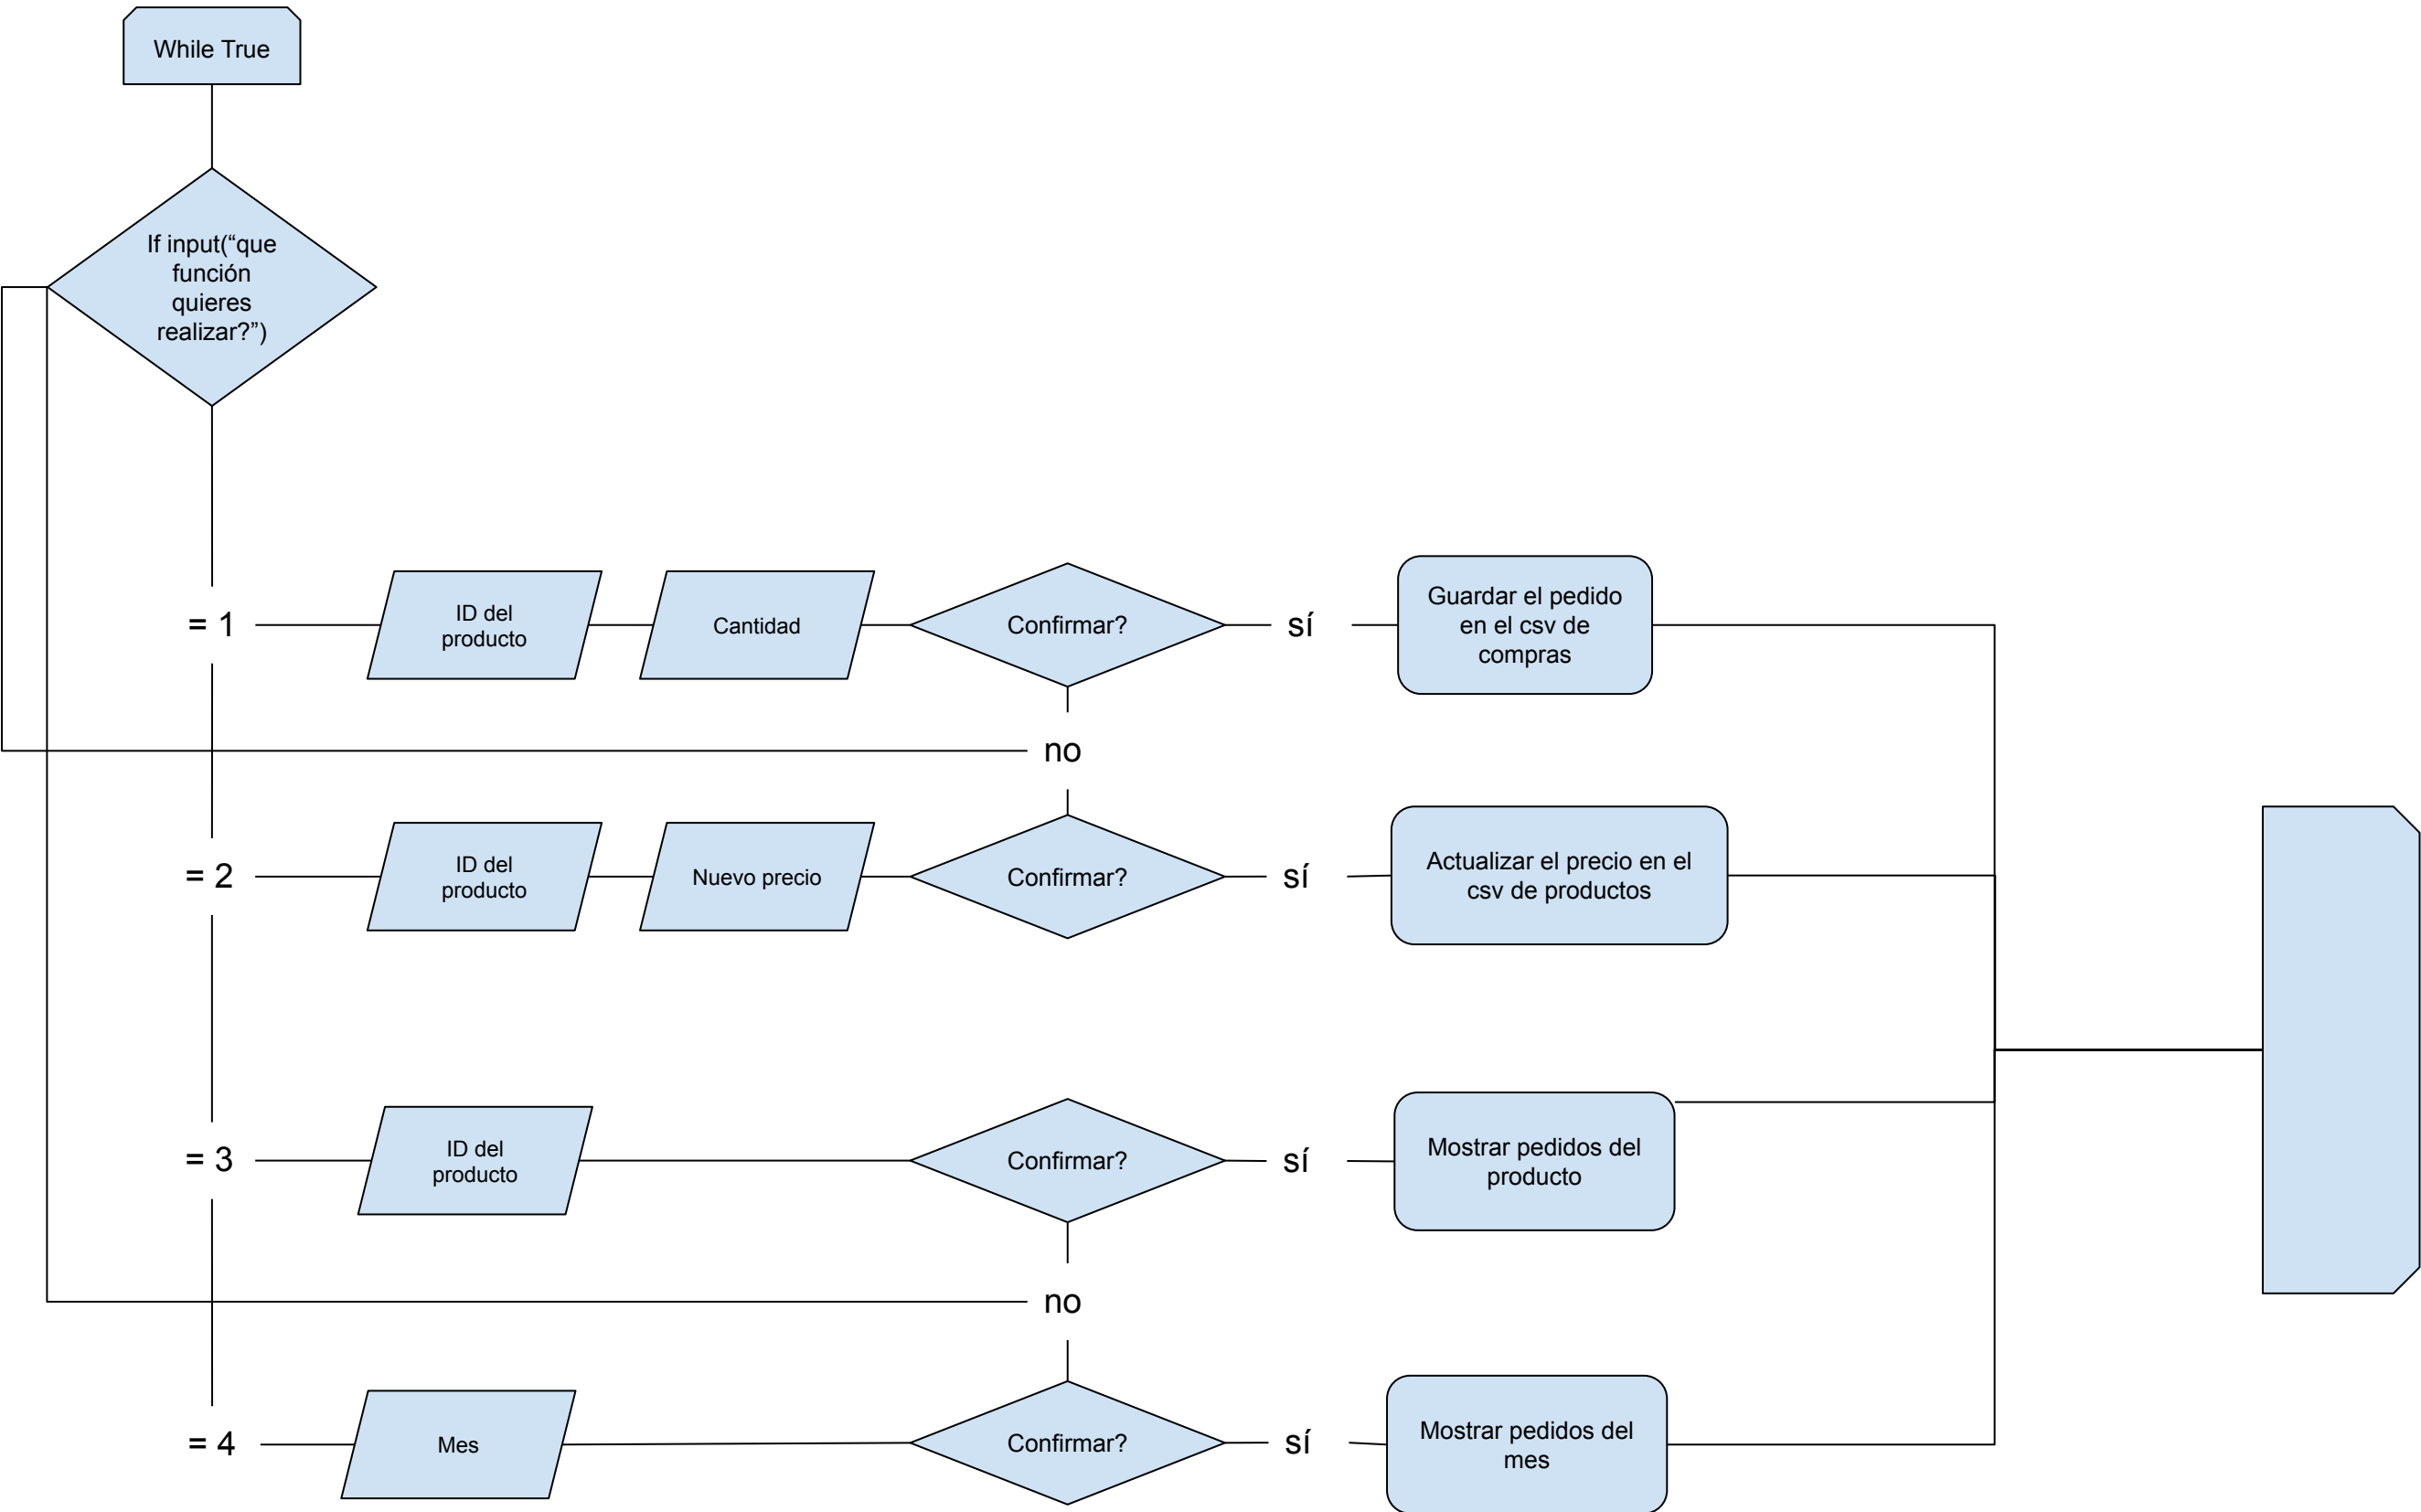 While True
If input(“que
función
quieres
realizar?”)
= 1
ID del
producto
Cantidad
Confirmar?
sí
Guardar el pedido
en el csv de
compras
no
= 2
ID del
producto
Nuevo precio
Confirmar?
sí
Actualizar el precio en el
csv de productos
= 3
ID del
producto
Confirmar?
sí
Mostrar pedidos del
producto
no
= 4
Mes
Confirmar?
sí
Mostrar pedidos del
mes